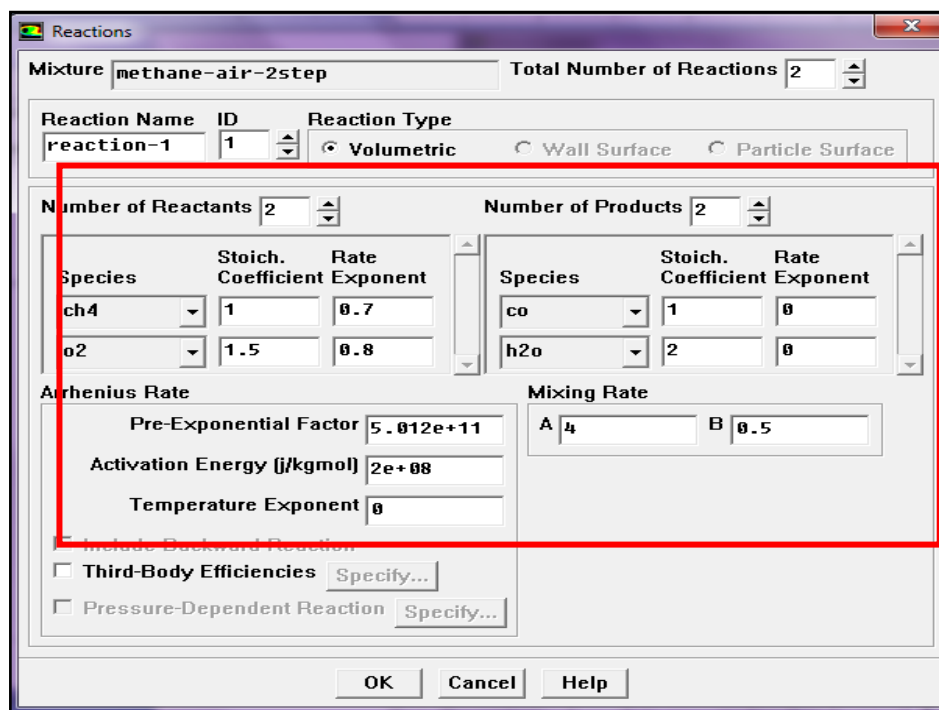 Reactions
Mixture methane-air-2step Total Number of Reactions 2
Reaction Name ID Reaction Type
reaction-1 1 Volumetric Wall Surface Particle Surface
Number of Reactants 2 Number of Products 2
Species Stoich. Coefficient Rate Exponent Species Stoich. Coefficient Rate Exponent
ch4 1 0.7 co 1 0
o2 1.5 0.8 h2o 2 0
Arrhenius Rate Mixing Rate
Pre-Exponential Factor 5.012e+11 A 4 B 0.5
Activation Energy (j/kgmol) 2e+08
Temperature Exponent 0
Include Backward Reaction
Third-Body Efficiencies Specify...
Pressure-Dependent Reaction Specify...
OK Cancel Help